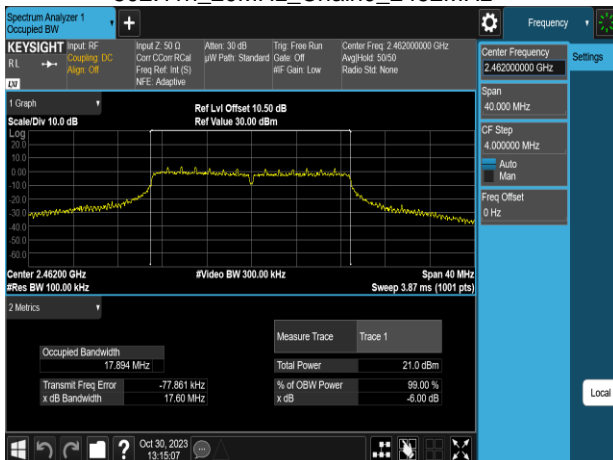 Spectrum Analyzer 1
Occupied BW
+
Frequency
KEYSIGHT
RL
LXI
Input: RF
Coupling: DC
Align: Off
Input Z: 50 Ω
Corr CCorr RCal
Freq Ref: Int (S)
NFE: Adaptive
Atten: 30 dB
µW Path: Standard
Trig: Free Run
Gate: Off
#IF Gain: Low
Center Freq: 2.462000000 GHz
Avg|Hold: 50/50
Radio Std: None
Center Frequency
2.462000000 GHz
Settings
Span
40.000 MHz
CF Step
4.000000 MHz
Auto
Man
Freq Offset
0 Hz
Local
1 Graph
Scale/Div 10.0 dB
Ref Lvl Offset 10.50 dB
Ref Value 30.00 dBm
Log
20.0
10.0
0.00
-10.0
-20.0
-30.0
-40.0
-50.0
-60.0
Center 2.46200 GHz
#Res BW 100.00 kHz
#Video BW 300.00 kHz
Span 40 MHz
Sweep 3.87 ms (1001 pts)
2 Metrics
Measure Trace Trace 1
Occupied Bandwidth
17.894 MHz
Total Power 21.0 dBm
Transmit Freq Error -77.861 kHz
% of OBW Power 99.00 %
x dB Bandwidth 17.60 MHz
x dB -6.00 dB
?
Oct 30, 2023
13:15:07